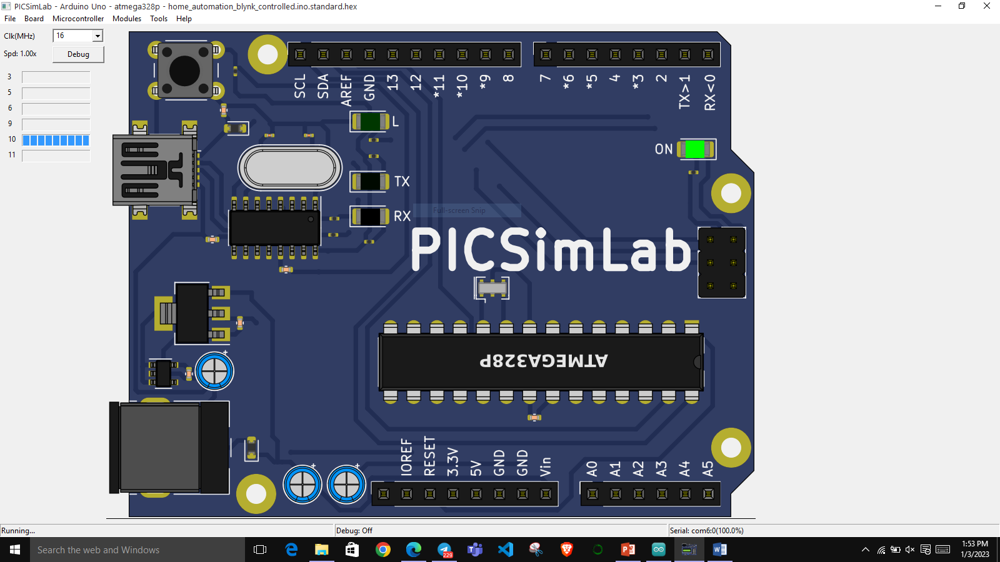 PICSimLab - Arduino Uno - atmega328p - home_automation_blynk_controlled.ino.standard.hex
File Board Microcontroller Modules Tools Help
Clk(MHz) 16
Spd: 1.00x Debug
3
5
6
9
10
11
SCL SDA AREF GND 13 12 *11 *10 *9 8 7 *6 *5 4 *3 2 TX>1 RX<0
L
ON
TX
RX
Full-screen Snip
PICSimLab
ATMEGA328P
IOREF RESET 3.3V 5V GND GND Vin A0 A1 A2 A3 A4 A5
Running... Debug: Off Serial: com6:0(100.0%)
Search the web and Windows
229
1:53 PM
1/3/2023